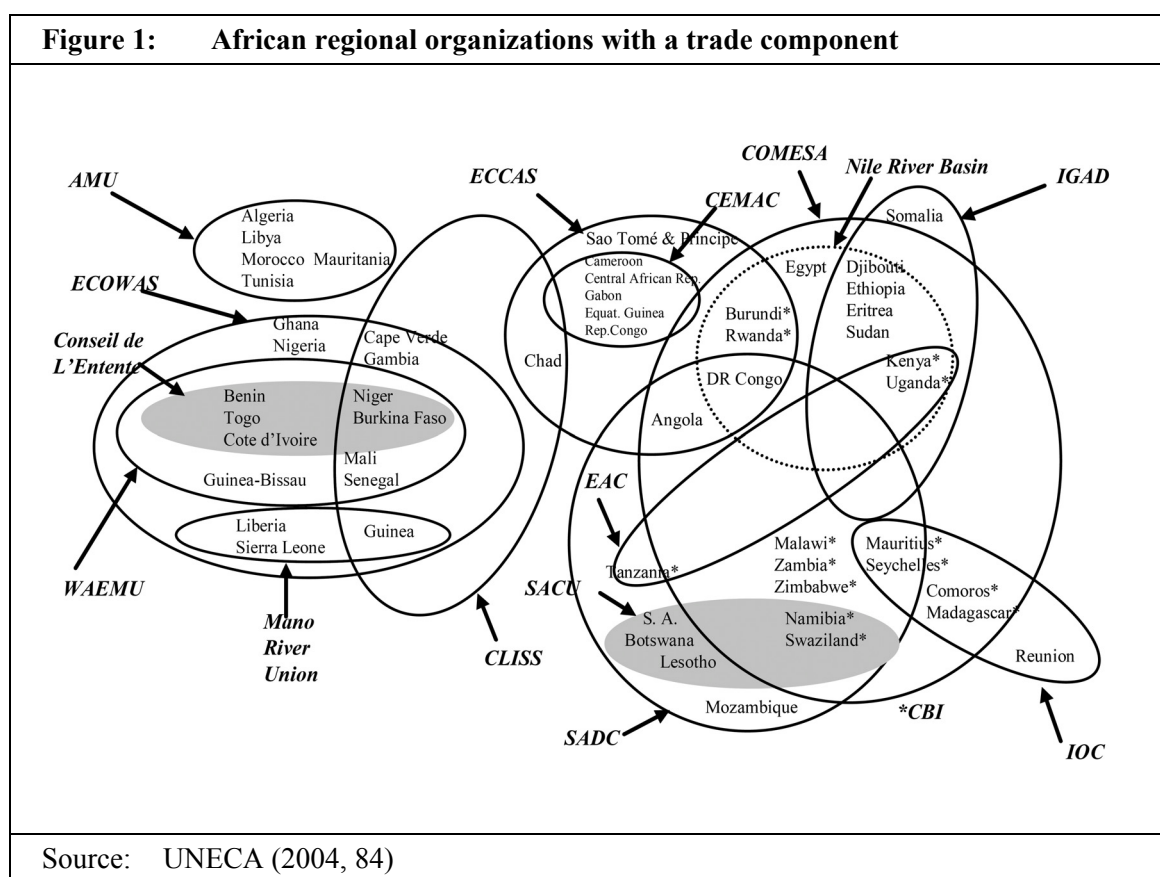 Figure 1: African regional organizations with a trade component
COMESA
Nile River Basin
ECCAS
IGAD
AMU
CEMAC
Somalia
Algeria
Libya
Morocco Mauritania
Tunisia
Sao Tomé & Principe
Cameroon
Central African Rep.
Gabon
Equat. Guinea
Rep.Congo
Egypt
Djibouti
Ethiopia
Eritrea
Sudan
ECOWAS
Burundi*
Rwanda*
Ghana
Nigeria
Cape Verde
Gambia
Conseil de
L'Entente
Chad
Kenya*
Uganda*
DR Congo
Benin
Togo
Cote d'Ivoire
Niger
Burkina Faso
Angola
Mali
Senegal
Guinea-Bissau
EAC
Liberia
Sierra Leone
Guinea
Malawi*
Zambia*
Zimbabwe*
Mauritius*
Seychelles*
Tanzania*
WAEMU
SACU
Comoros*
Madagascar*
Mano
River
Union
CLISS
S. A.
Botswana
Lesotho
Namibia*
Swaziland*
Reunion
Mozambique
*CBI
SADC
IOC
Source: UNECA (2004, 84)